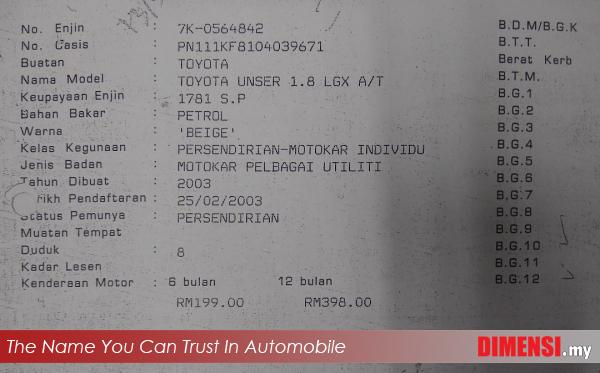 No. Enjin : 7K-0564842
No. Casis : PN111KF8104039671
Buatan : TOYOTA
Nama Model : TOYOTA UNSER 1.8 LGX A/T
Keupayaan Enjin : 1781 S.P
Bahan Bakar : PETROL
Warna : 'BEIGE'
Kelas Kegunaan : PERSENDIRIAN-MOTOKAR INDIVIDU
Jenis Badan : MOTOKAR PELBAGAI UTILITI
Tahun Dibuat : 2003
rikh Pendaftaran : 25/02/2003
Status Pemunya : PERSENDIRIAN
Muatan Tempat
Duduk : 8
Kadar Lesen
Kenderaan Motor : 6 bulan 12 bulan
RM199.00 RM398.00
B.D.M/B.G.K
B.T.T.
Berat Kerb
B.T.M.
B.G.1
B.G.2
B.G.3
B.G.4
B.G.5
B.G.6
B.G.7
B.G.8
B.G.9
B.G.10
B.G.11
B.G.12
The Name You Can Trust In Automobile
DIMENSI.my